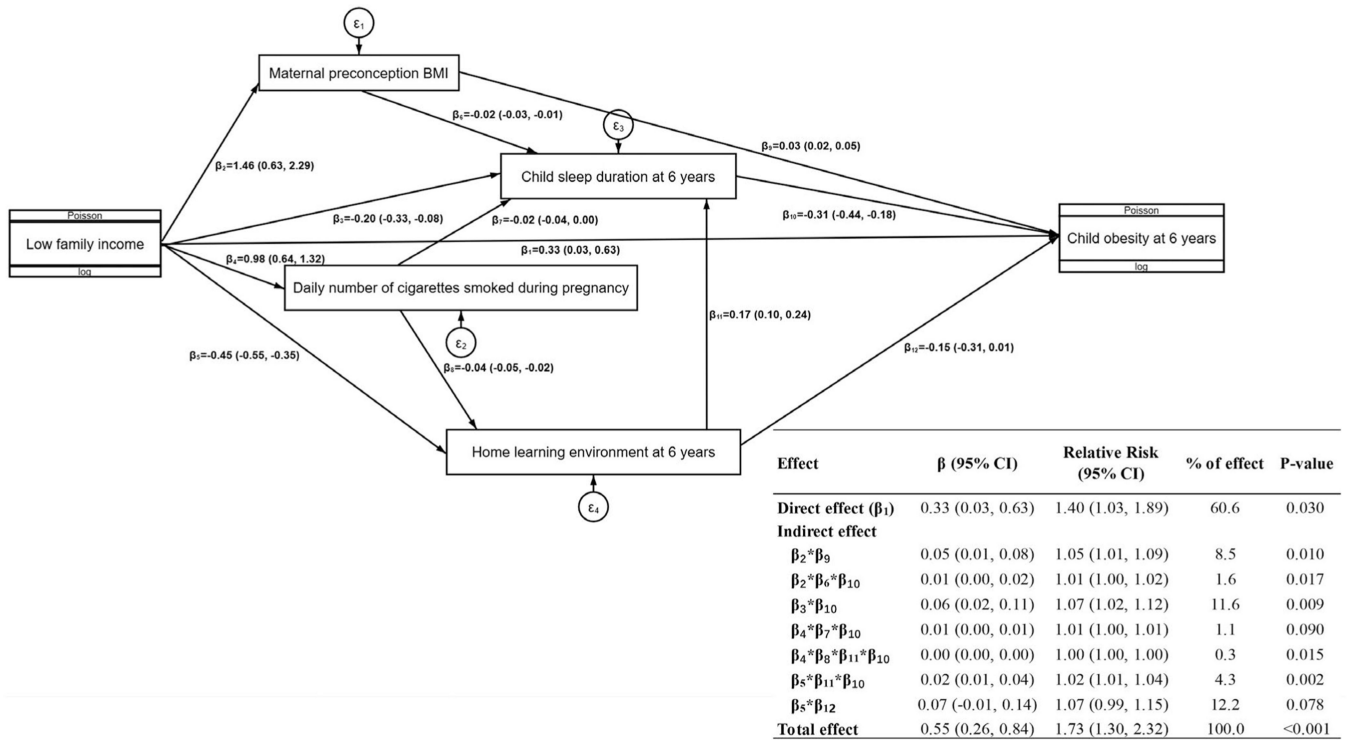 ε1
Maternal preconception BMI
β6=-0.02 (-0.03, -0.01)
ε3
β9=0.03 (0.02, 0.05)
β2=1.46 (0.63, 2.29)
Child sleep duration at 6 years
Poisson
Low family income
log
β3=-0.20 (-0.33, -0.08)
β7=-0.02 (-0.04, 0.00)
β10=-0.31 (-0.44, -0.18)
Poisson
Child obesity at 6 years
log
β1=0.33 (0.03, 0.63)
β4=0.98 (0.64, 1.32)
Daily number of cigarettes smoked during pregnancy
β11=0.17 (0.10, 0.24)
ε2
β5=-0.45 (-0.55, -0.35)
β8=-0.04 (-0.05, -0.02)
β12=-0.15 (-0.31, 0.01)
Home learning environment at 6 years
ε4
Effect β (95% CI) Relative Risk (95% CI) % of effect P-value
Direct effect (β1) 0.33 (0.03, 0.63) 1.40 (1.03, 1.89) 60.6 0.030
Indirect effect
β2*β9 0.05 (0.01, 0.08) 1.05 (1.01, 1.09) 8.5 0.010
β2*β6*β10 0.01 (0.00, 0.02) 1.01 (1.00, 1.02) 1.6 0.017
β3*β10 0.06 (0.02, 0.11) 1.07 (1.02, 1.12) 11.6 0.009
β4*β7*β10 0.01 (0.00, 0.01) 1.01 (1.00, 1.01) 1.1 0.090
β4*β8*β11*β10 0.00 (0.00, 0.00) 1.00 (1.00, 1.00) 0.3 0.015
β5*β11*β10 0.02 (0.01, 0.04) 1.02 (1.01, 1.04) 4.3 0.002
β5*β12 0.07 (-0.01, 0.14) 1.07 (0.99, 1.15) 12.2 0.078
Total effect 0.55 (0.26, 0.84) 1.73 (1.30, 2.32) 100.0 <0.001